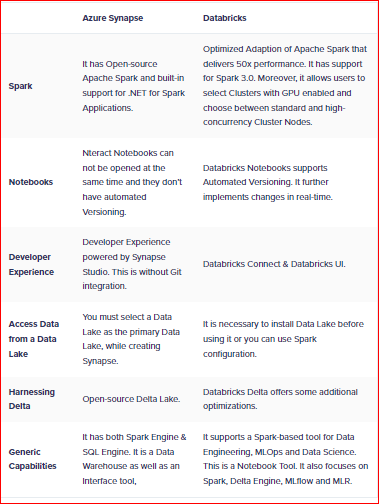 Azure Synapse Databricks
Spark
It has Open-source
Apache Spark and built-in
support for .NET for Spark
Applications.
Optimized Adaption of Apache Spark that
delivers 50x performance. It has support
for Spark 3.0. Moreover, it allows users to
select Clusters with GPU enabled and
choose between standard and high-
concurrency Cluster Nodes.
Notebooks
Nteract Notebooks can
not be opened at the
same time and they don't
have automated
Versioning.
Databricks Notebooks supports
Automated Versioning. It further
implements changes in real-time.
Developer
Experience
Developer Experience
powered by Synapse
Studio. This is without Git
integration.
Databricks Connect & Databricks UI.
Access Data
from a Data
Lake
You must select a Data
Lake as the primary Data
Lake, while creating
Synapse.
It is necessary to install Data Lake before
using it or you can use Spark
configuration.
Harnessing
Delta
Open-source Delta Lake.
Databricks Delta offers some additional
optimizations.
Generic
Capabilities
It has both Spark Engine &
SQL Engine. It is a Data
Warehouse as well as an
Interface tool,
It supports a Spark-based tool for Data
Engineering, MLOps and Data Science.
This is a Notebook Tool. It also focuses on
Spark, Delta Engine, MLflow and MLR.